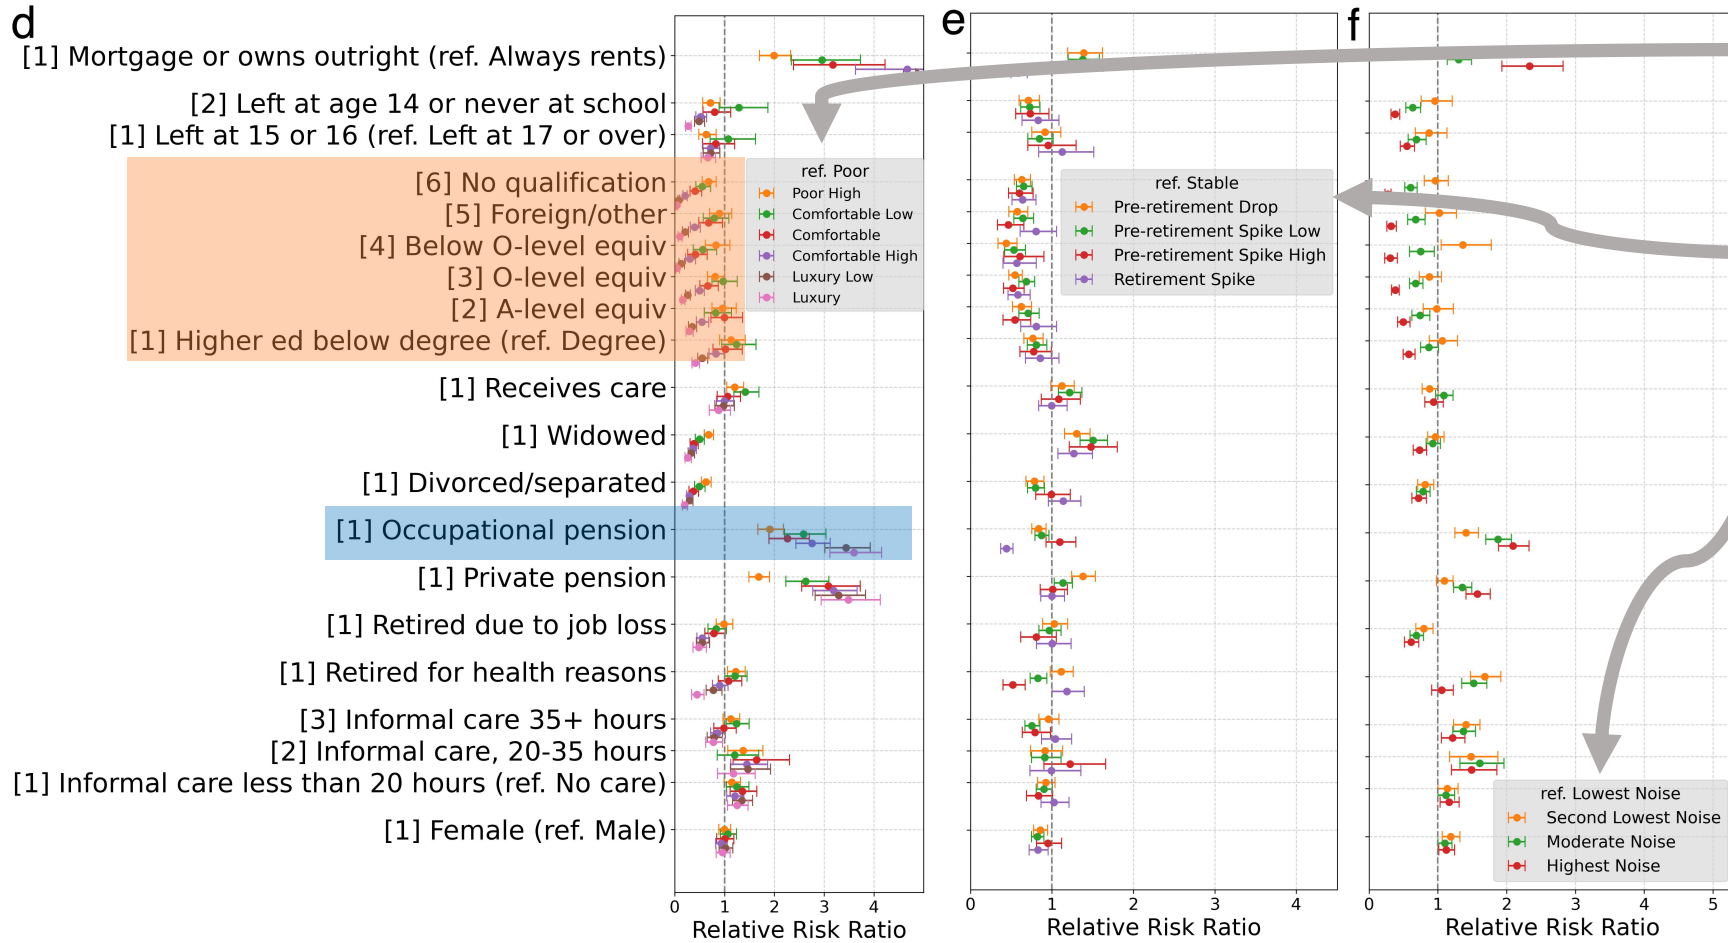 d
e
f
[1] Mortgage or owns outright (ref. Always rents)
[2] Left at age 14 or never at school
[1] Left at 15 or 16 (ref. Left at 17 or over)
[6] No qualification
[5] Foreign/other
[4] Below O-level equiv
[3] O-level equiv
[2] A-level equiv
[1] Higher ed below degree (ref. Degree)
[1] Receives care
[1] Widowed
[1] Divorced/separated
[1] Occupational pension
[1] Private pension
[1] Retired due to job loss
[1] Retired for health reasons
[3] Informal care 35+ hours
[2] Informal care, 20-35 hours
[1] Informal care less than 20 hours (ref. No care)
[1] Female (ref. Male)
ref. Poor
Poor High
Comfortable Low
Comfortable
Comfortable High
Luxury Low
Luxury
0 1 2 3 4
Relative Risk Ratio
ref. Stable
Pre-retirement Drop
Pre-retirement Spike Low
Pre-retirement Spike High
Retirement Spike
0 1 2 3 4
Relative Risk Ratio
ref. Lowest Noise
Second Lowest Noise
Moderate Noise
Highest Noise
0 1 2 3 4 5
Relative Risk Ratio